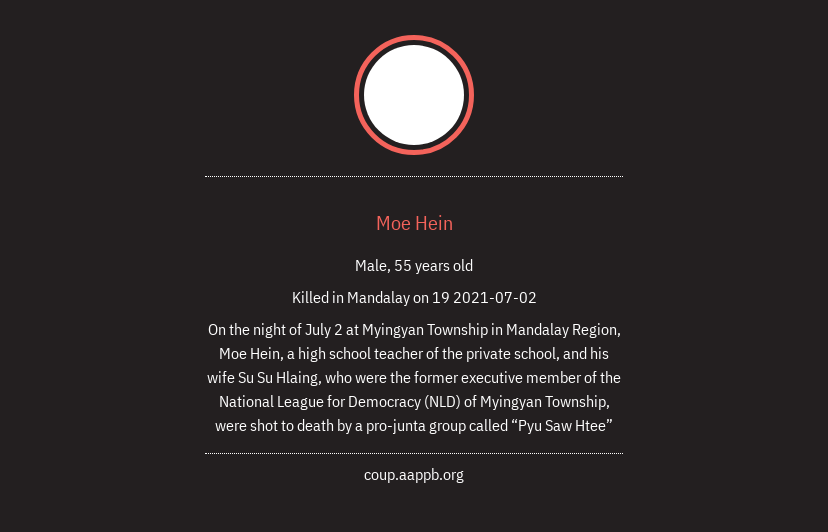 Moe Hein
Male, 55 years old
Killed in Mandalay on 19 2021-07-02
On the night of July 2 at Myingyan Township in Mandalay Region,
Moe Hein, a high school teacher of the private school, and his
wife Su Su Hlaing, who were the former executive member of the
National League for Democracy (NLD) of Myingyan Township,
were shot to death by a pro-junta group called “Pyu Saw Htee”
coup.aappb.org